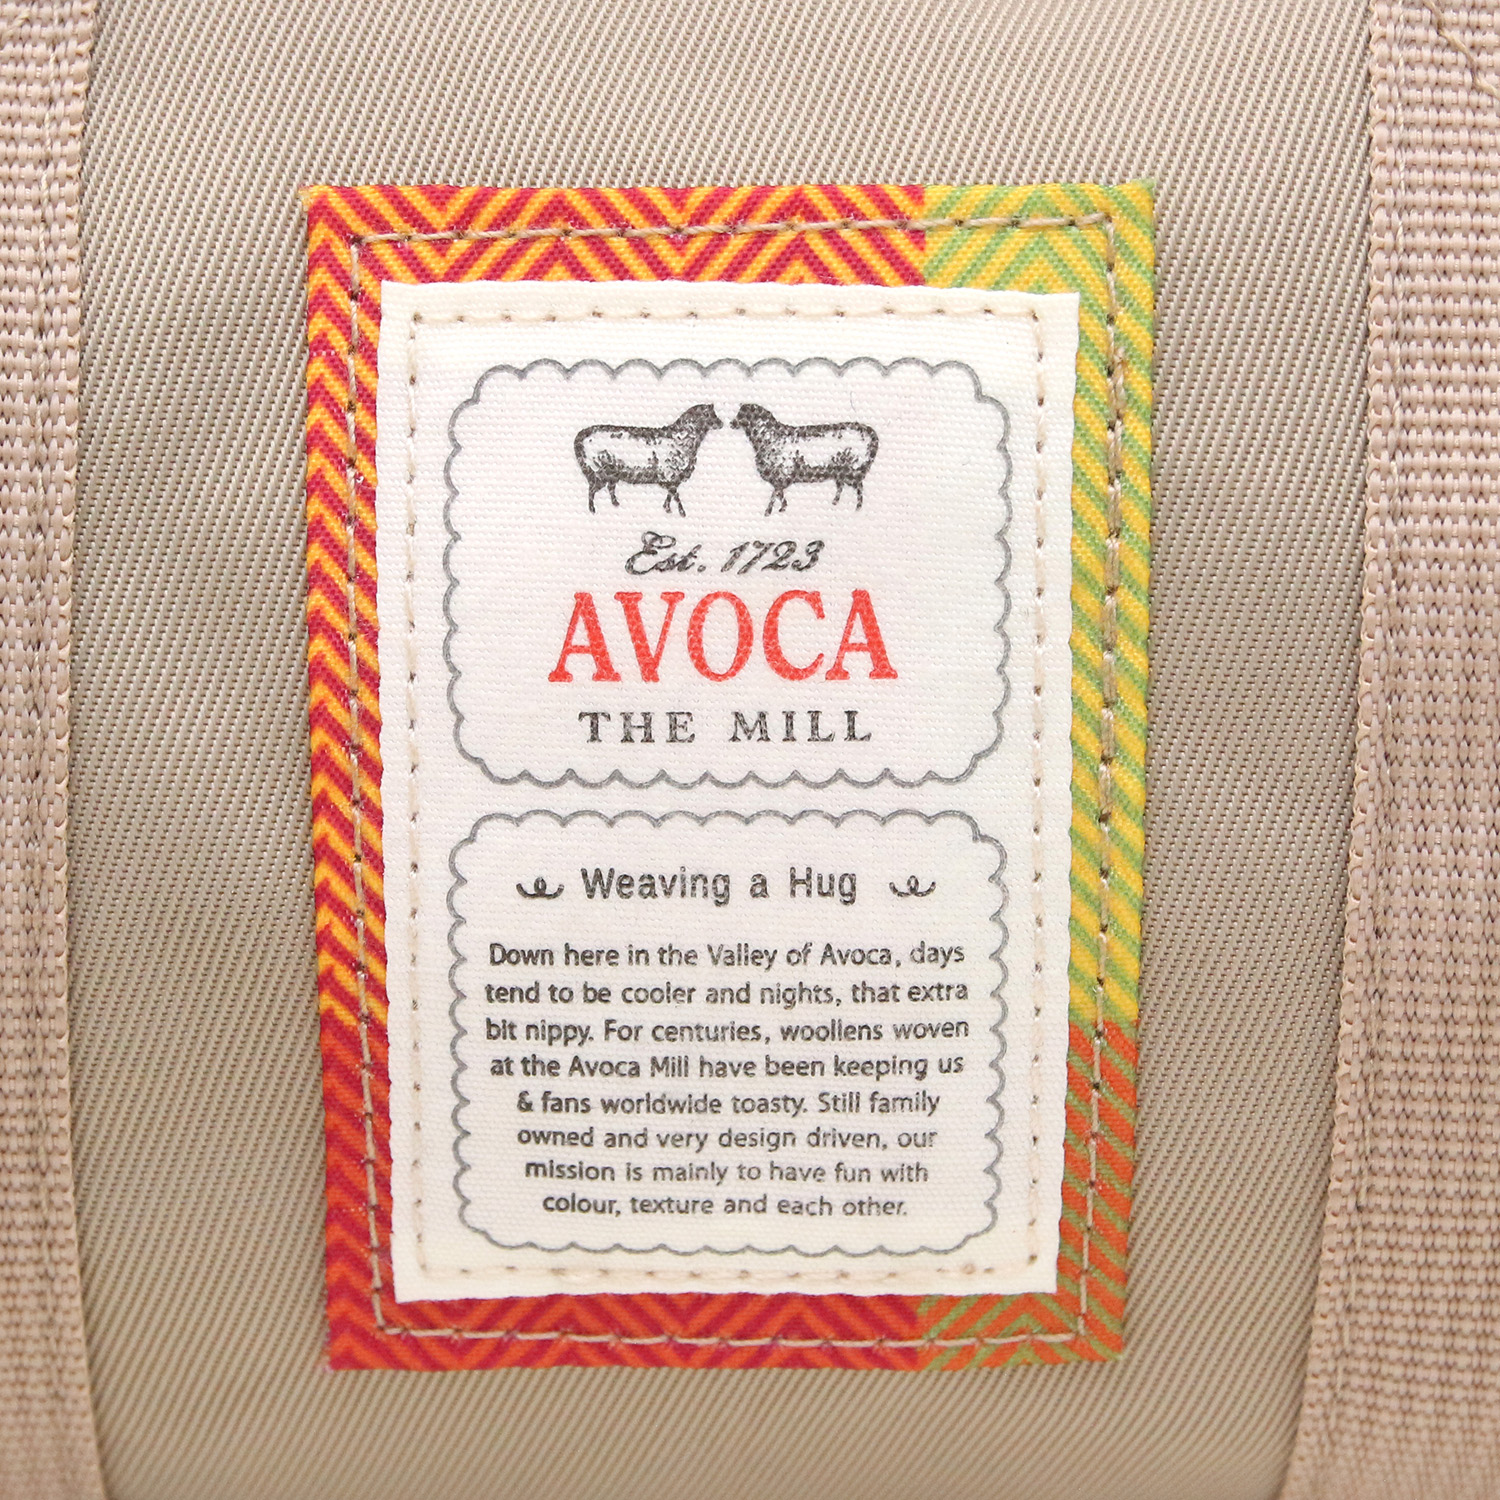 Est. 1723
AVOCA
THE MILL
Weaving a Hug
Down here in the Valley of Avoca, days
tend to be cooler and nights, that extra
bit nippy. For centuries, woollens woven
at the Avoca Mill have been keeping us
& fans worldwide toasty. Still family
owned and very design driven, our
mission is mainly to have fun with
colour, texture and each other.